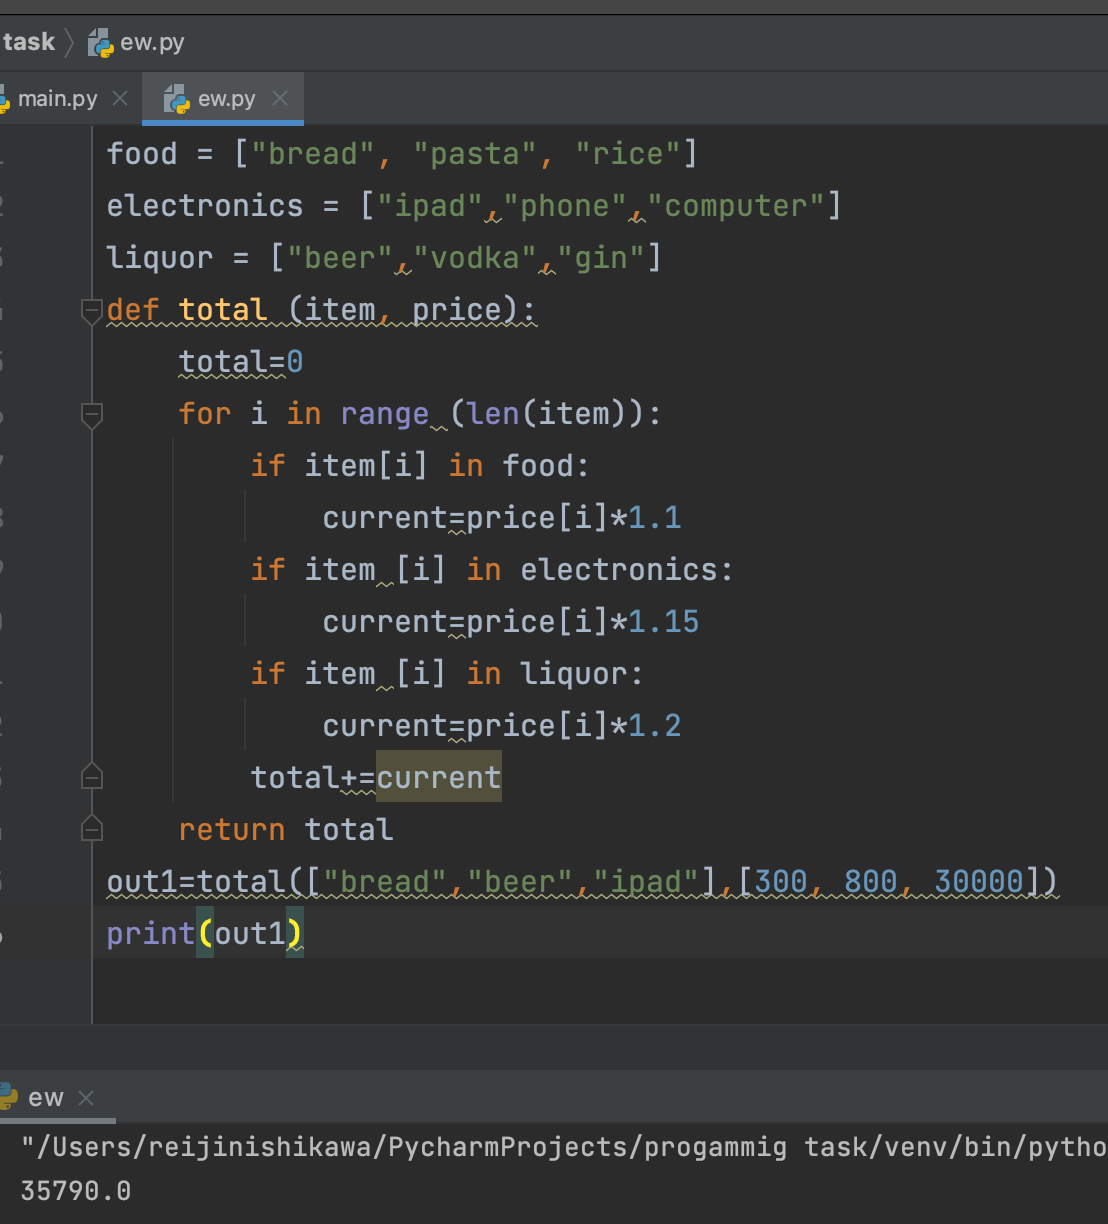 task ew.py
main.py ew.py
food = ["bread", "pasta", "rice"]
electronics = ["ipad","phone","computer"]
liquor = ["beer","vodka","gin"]
def total (item, price):
    total=0
    for i in range (len(item)):
        if item[i] in food:
            current=price[i]*1.1
        if item [i] in electronics:
            current=price[i]*1.15
        if item [i] in liquor:
            current=price[i]*1.2
        total+=current
    return total
out1=total(["bread","beer","ipad"],[300, 800, 30000])
print(out1)
ew
"/Users/reijinishikawa/PycharmProjects/progammig task/venv/bin/pytho
35790.0